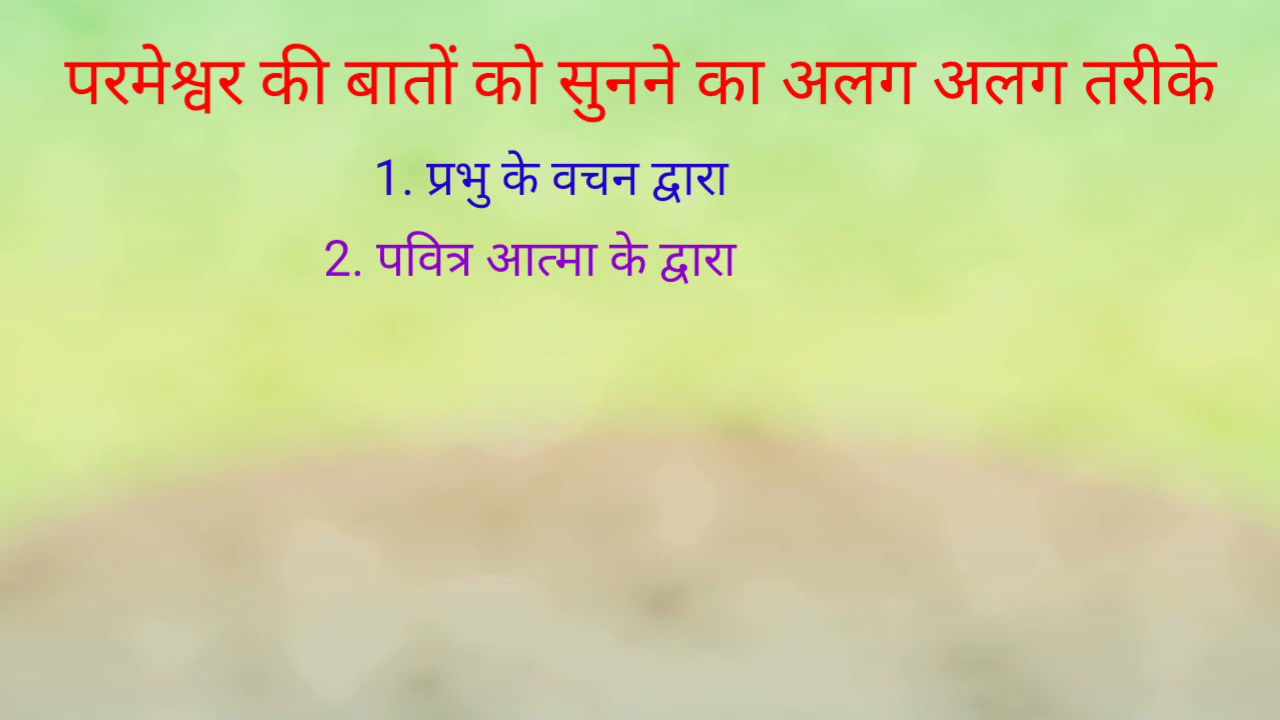 परमेश्वर की बातों को सुनने का अलग अलग तरीके
1. प्रभु के वचन द्वारा
2. पवित्र आत्मा के द्वारा